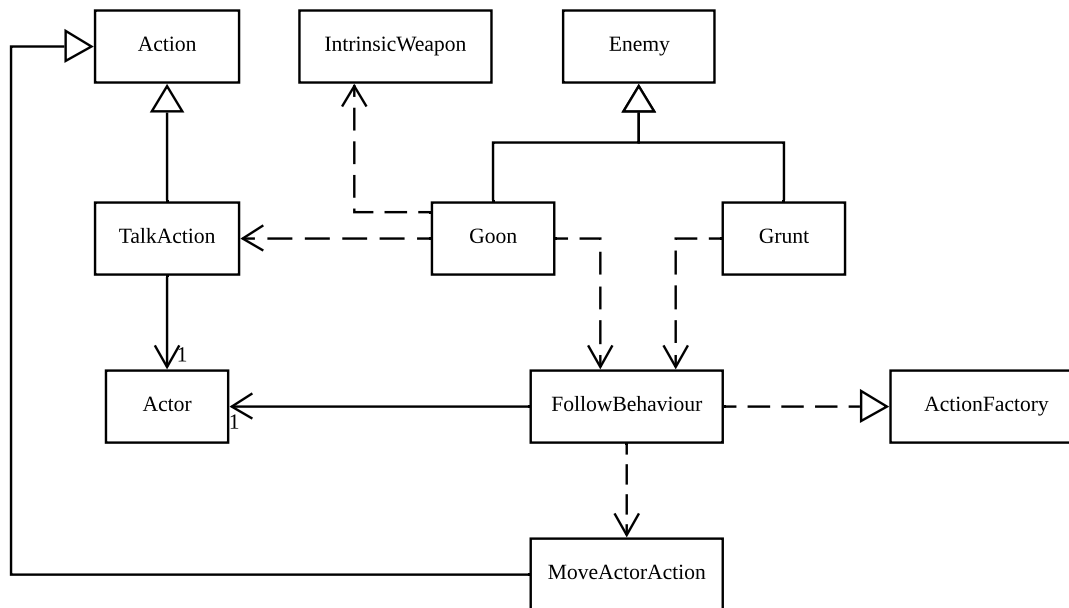 Action
IntrinsicWeapon
Enemy
TalkAction
Goon
Grunt
1
Actor
FollowBehaviour
ActionFactory
1
MoveActorAction